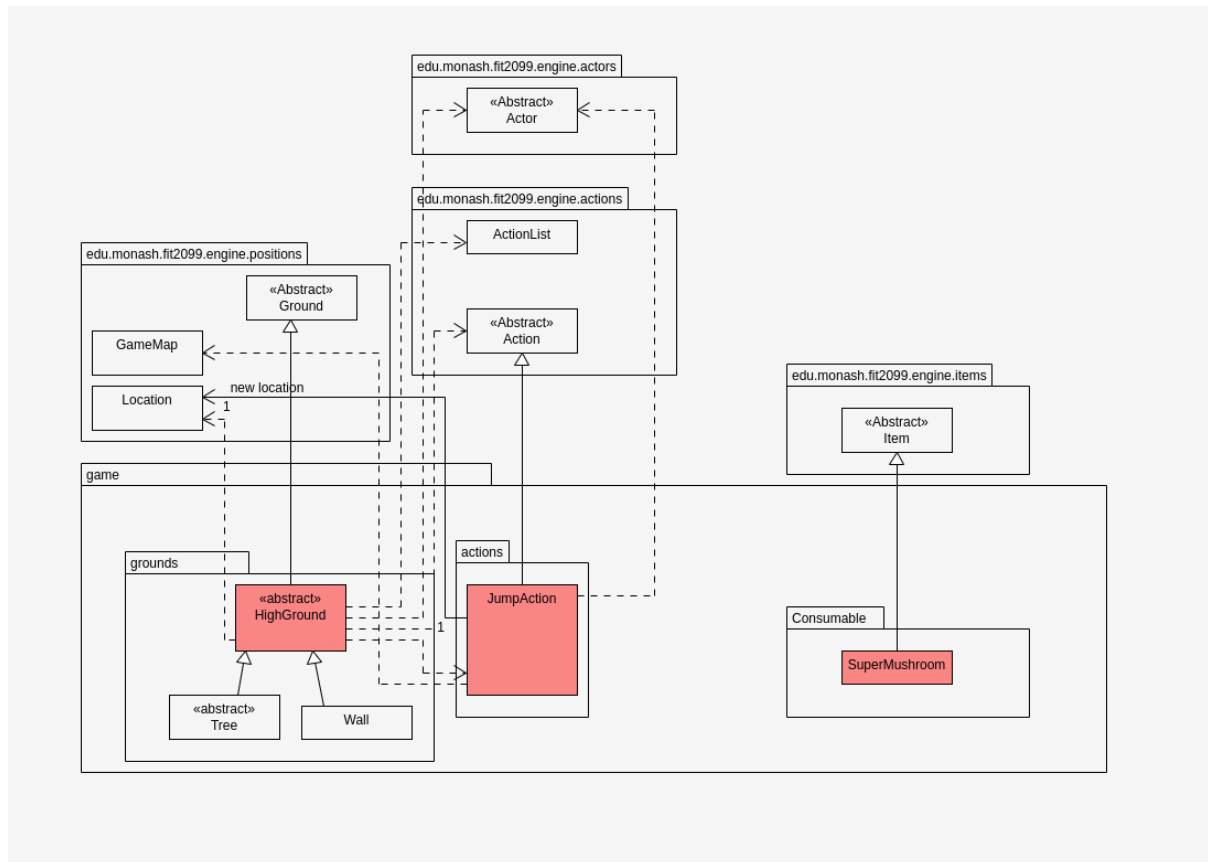 edu.monash.fit2099.engine.actors
«Abstract»
Actor
edu.monash.fit2099.engine.actions
ActionList
«Abstract»
Action
edu.monash.fit2099.engine.positions
«Abstract»
Ground
GameMap
Location
new location
1
edu.monash.fit2099.engine.items
«Abstract»
Item
game
grounds
«abstract»
HighGround
«abstract»
Tree
Wall
1
actions
JumpAction
Consumable
SuperMushroom